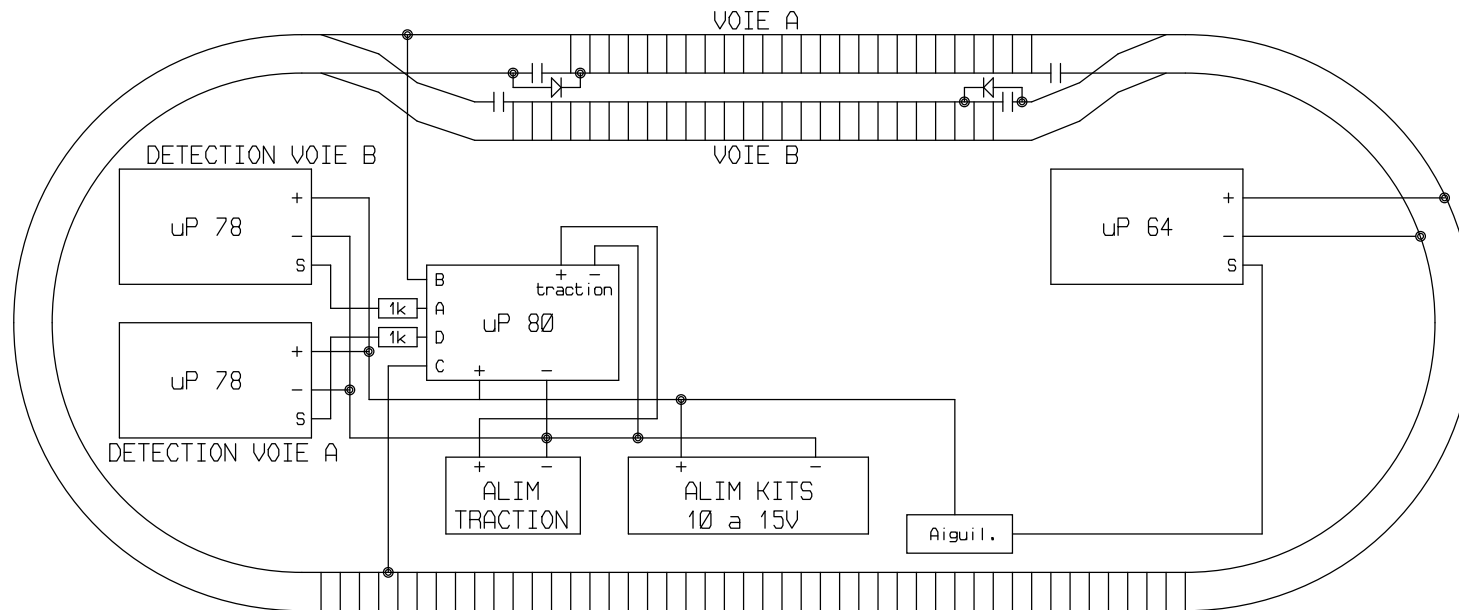 VOIE A
VOIE B
DETECTION VOIE B
uP 78
+
-
S
uP 78
+
-
S
DETECTION VOIE A
1k
1k
B
A
D
C
+ -
traction
uP 80
+ -
uP 64
+
-
S
+ -
ALIM
TRACTION
+ -
ALIM KITS
10 a 15V
Aiguil.